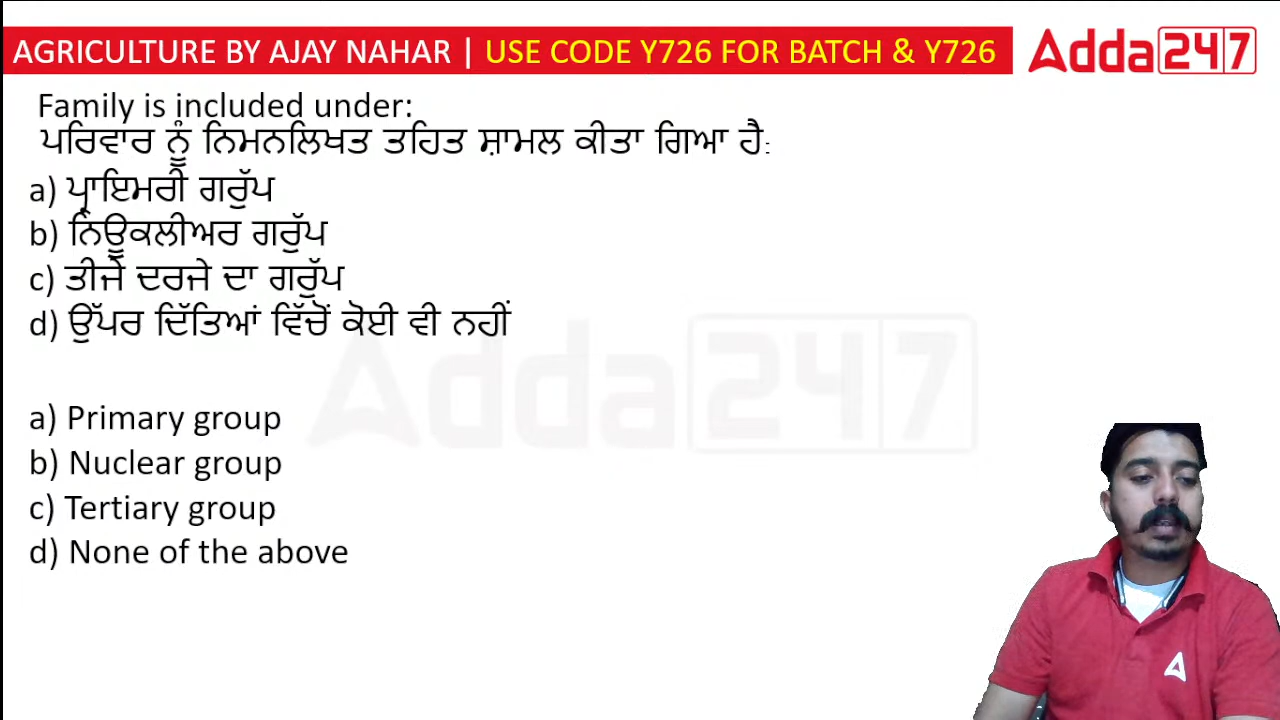 AGRICULTURE BY AJAY NAHAR | USE CODE Y726 FOR BATCH & Y726
Adda247
Family is included under:
ਪਰਿਵਾਰ ਨੂੰ ਨਿਮਨਲਿਖਤ ਤਹਿਤ ਸ਼ਾਮਲ ਕੀਤਾ ਗਿਆ ਹੈ:
a) ਪ੍ਰਾਇਮਰੀ ਗਰੁੱਪ
b) ਨਿਊਕਲੀਅਰ ਗਰੁੱਪ
c) ਤੀਜੇ ਦਰਜੇ ਦਾ ਗਰੁੱਪ
d) ਉੱਪਰ ਦਿੱਤਿਆਂ ਵਿੱਚੋਂ ਕੋਈ ਵੀ ਨਹੀਂ
Adda247
a) Primary group
b) Nuclear group
c) Tertiary group
d) None of the above